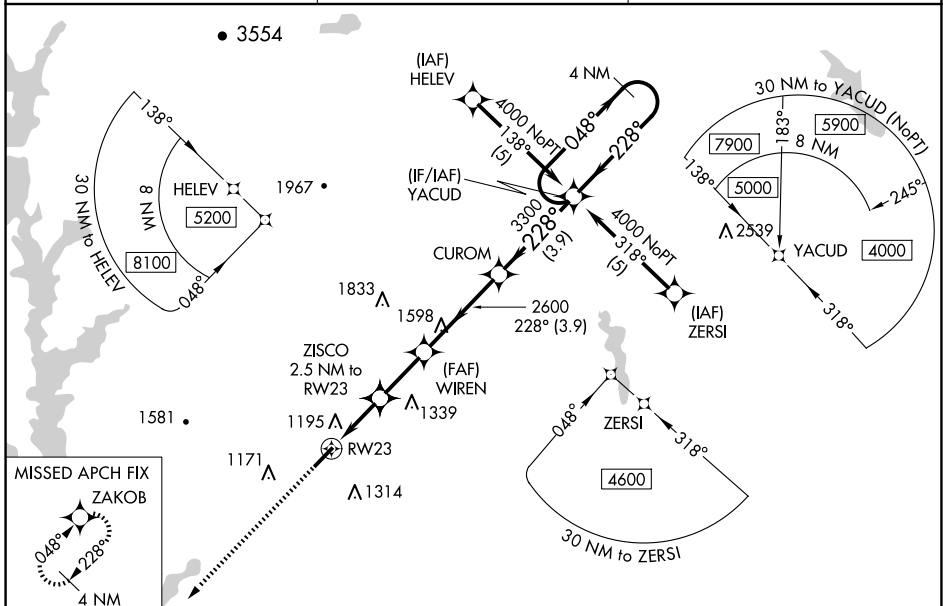 3554
(IAF)
HELEV
4 NM
4000 NoPT
138°
(5)
048°
228°
30 NM to YACUD (NoPT)
183°
5900
7900
8 NM
138°
5000
245°
2539
YACUD
4000
318°
138°
HELEV
8 NM
5200
30 NM to HELEV
8100
048°
1967
(IF/IAF)
YACUD
3300
228°
(3.9)
4000 NoPT
318°
(5)
(IAF)
ZERSI
CUROM
1833
1598
2600
228° (3.9)
ZISCO
2.5 NM to
RW23
(FAF)
WIREN
1339
1195
1581
RW23
1171
1314
048°
ZERSI
318°
4600
30 NM to ZERSI
MISSED APCH FIX
ZAKOB
048°
228°
4 NM